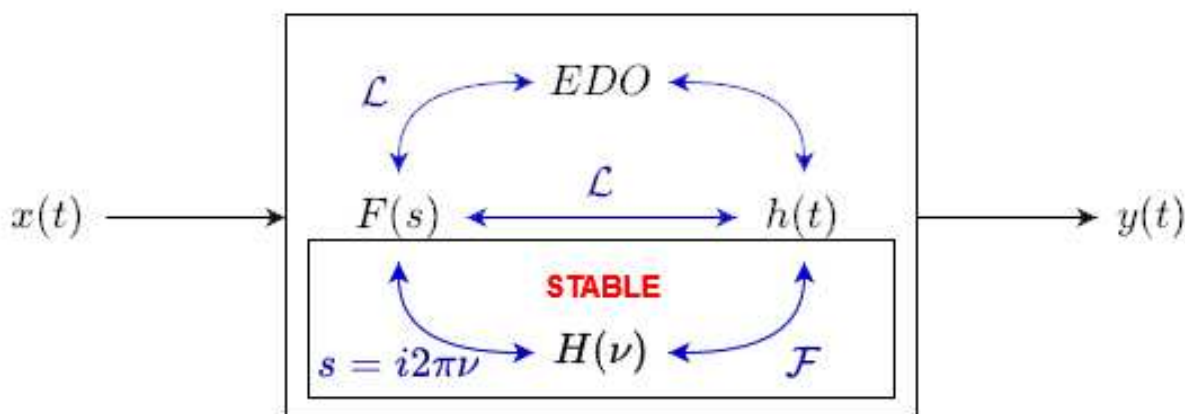 ℒ EDO
ℒ
x(t) F(s) h(t) y(t)
STABLE
s = i2πν H(ν) ℱ